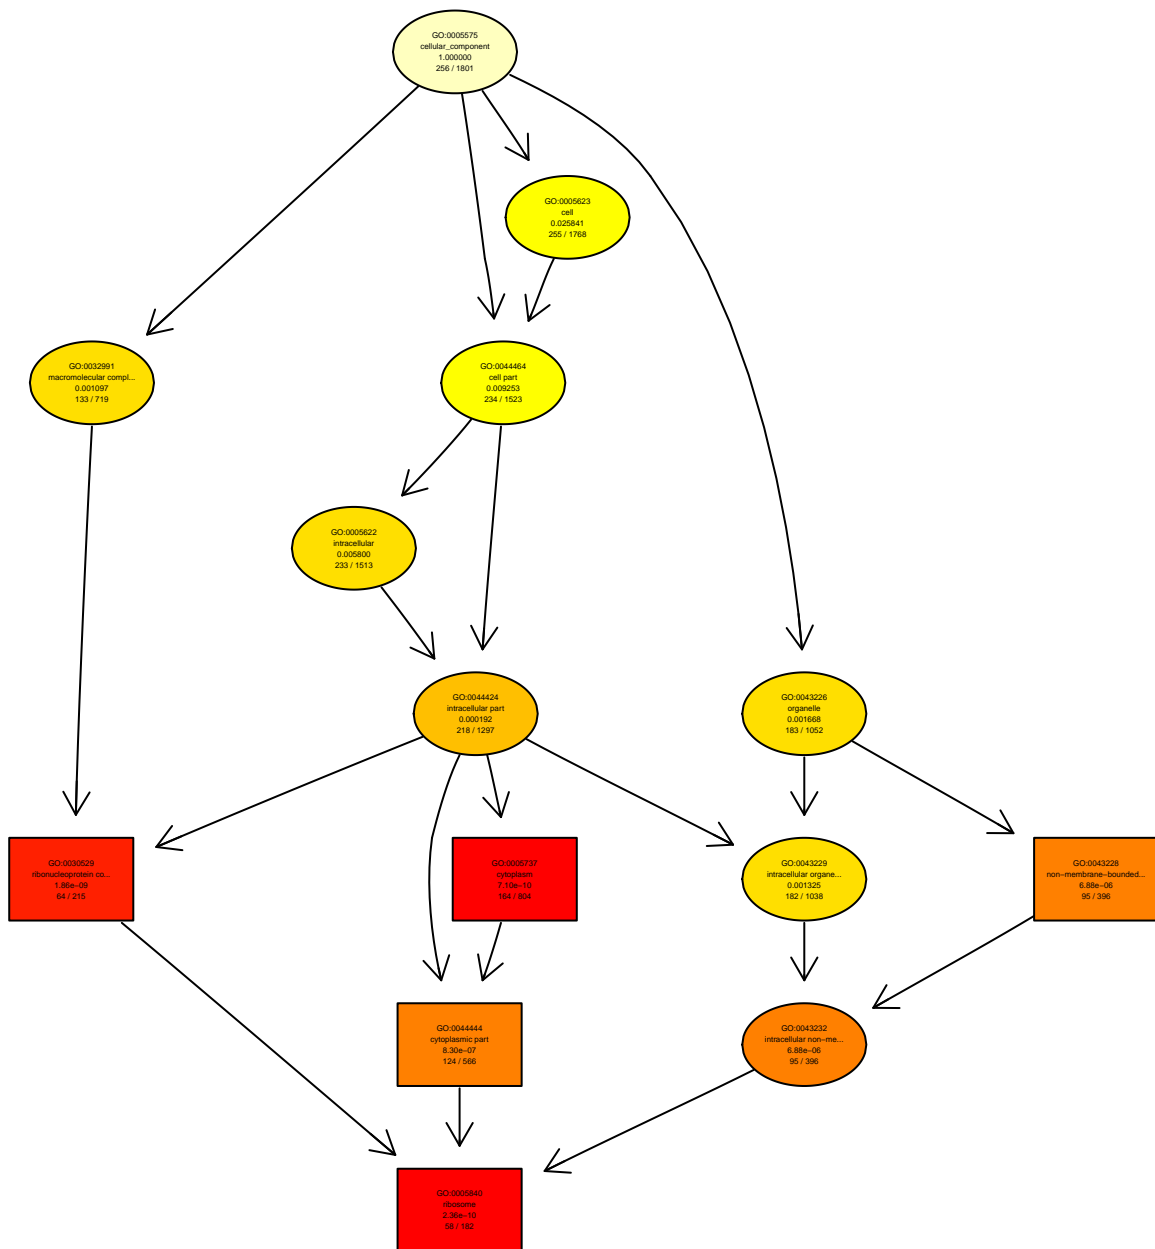 GO:0005575
cellular_component
1.000000
256 / 1801
GO:0005623
cell
0.025841
255 / 1768
GO:0032991
macromolecular compl...
0.001097
133 / 719
GO:0044464
cell part
0.009253
234 / 1523
GO:0005622
intracellular
0.005800
233 / 1513
GO:0044424
intracellular part
0.000192
218 / 1297
GO:0043226
organelle
0.001668
183 / 1052
GO:0030529
ribonucleoprotein co...
1.86e−09
64 / 215
GO:0005737
cytoplasm
7.10e−10
164 / 804
GO:0043229
intracellular organe...
0.001325
182 / 1038
GO:0043228
non−membrane−bounded...
6.88e−06
95 / 396
GO:0044444
cytoplasmic part
8.30e−07
124 / 566
GO:0043232
intracellular non−me...
6.88e−06
95 / 396
GO:0005840
ribosome
2.36e−10
58 / 182